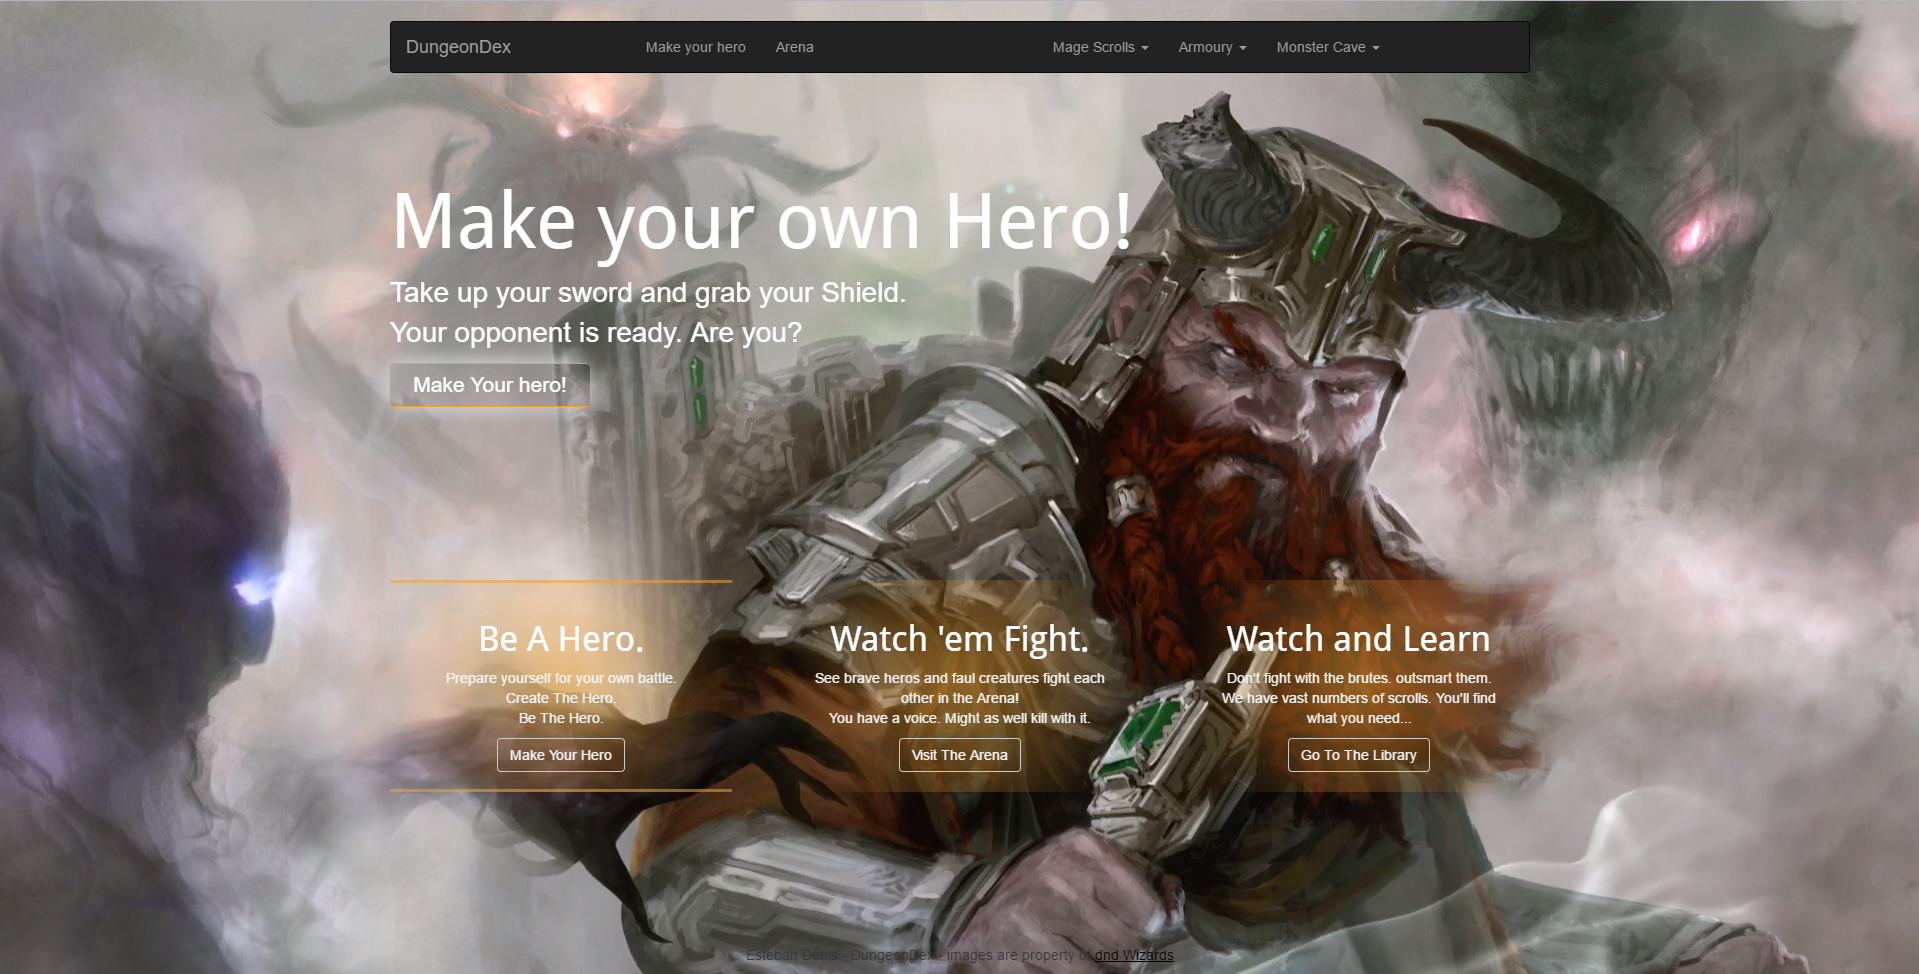 DungeonDex Make your hero Arena Mage Scrolls Armoury Monster Cave
Make your own Hero!
Take up your sword and grab your Shield.
Your opponent is ready. Are you?
Make Your hero!
Be A Hero.
Prepare yourself for your own battle.
Create The Hero.
Be The Hero.
Make Your Hero
Watch 'em Fight.
See brave heros and faul creatures fight each
other in the Arena!
You have a voice. Might as well kill with it.
Visit The Arena
Watch and Learn
Don't fight with the brutes. outsmart them.
We have vast numbers of scrolls. You'll find
what you need...
Go To The Library
Esteban Denis - DungeonDex - images are property of dnd Wizards